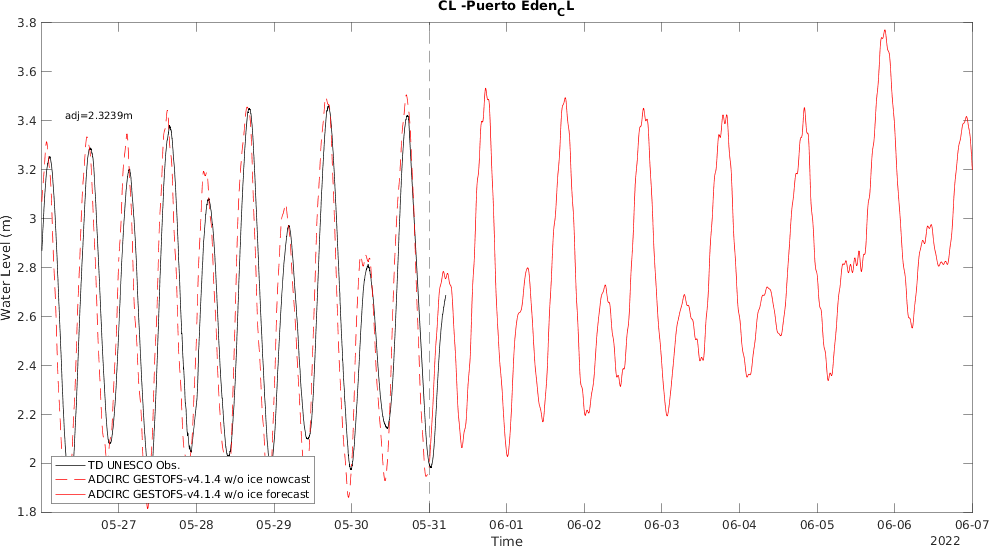 CL -Puerto Eden_CL
3.8
3.6
3.4
3.2
3
2.8
2.6
2.4
2.2
2
1.8
Water Level (m)
adj=2.3239m
TD UNESCO Obs.
ADCIRC GESTOFS-v4.1.4 w/o ice nowcast
ADCIRC GESTOFS-v4.1.4 w/o ice forecast
05-27 05-28 05-29 05-30 05-31 06-01 06-02 06-03 06-04 06-05 06-06 06-07
Time
2022